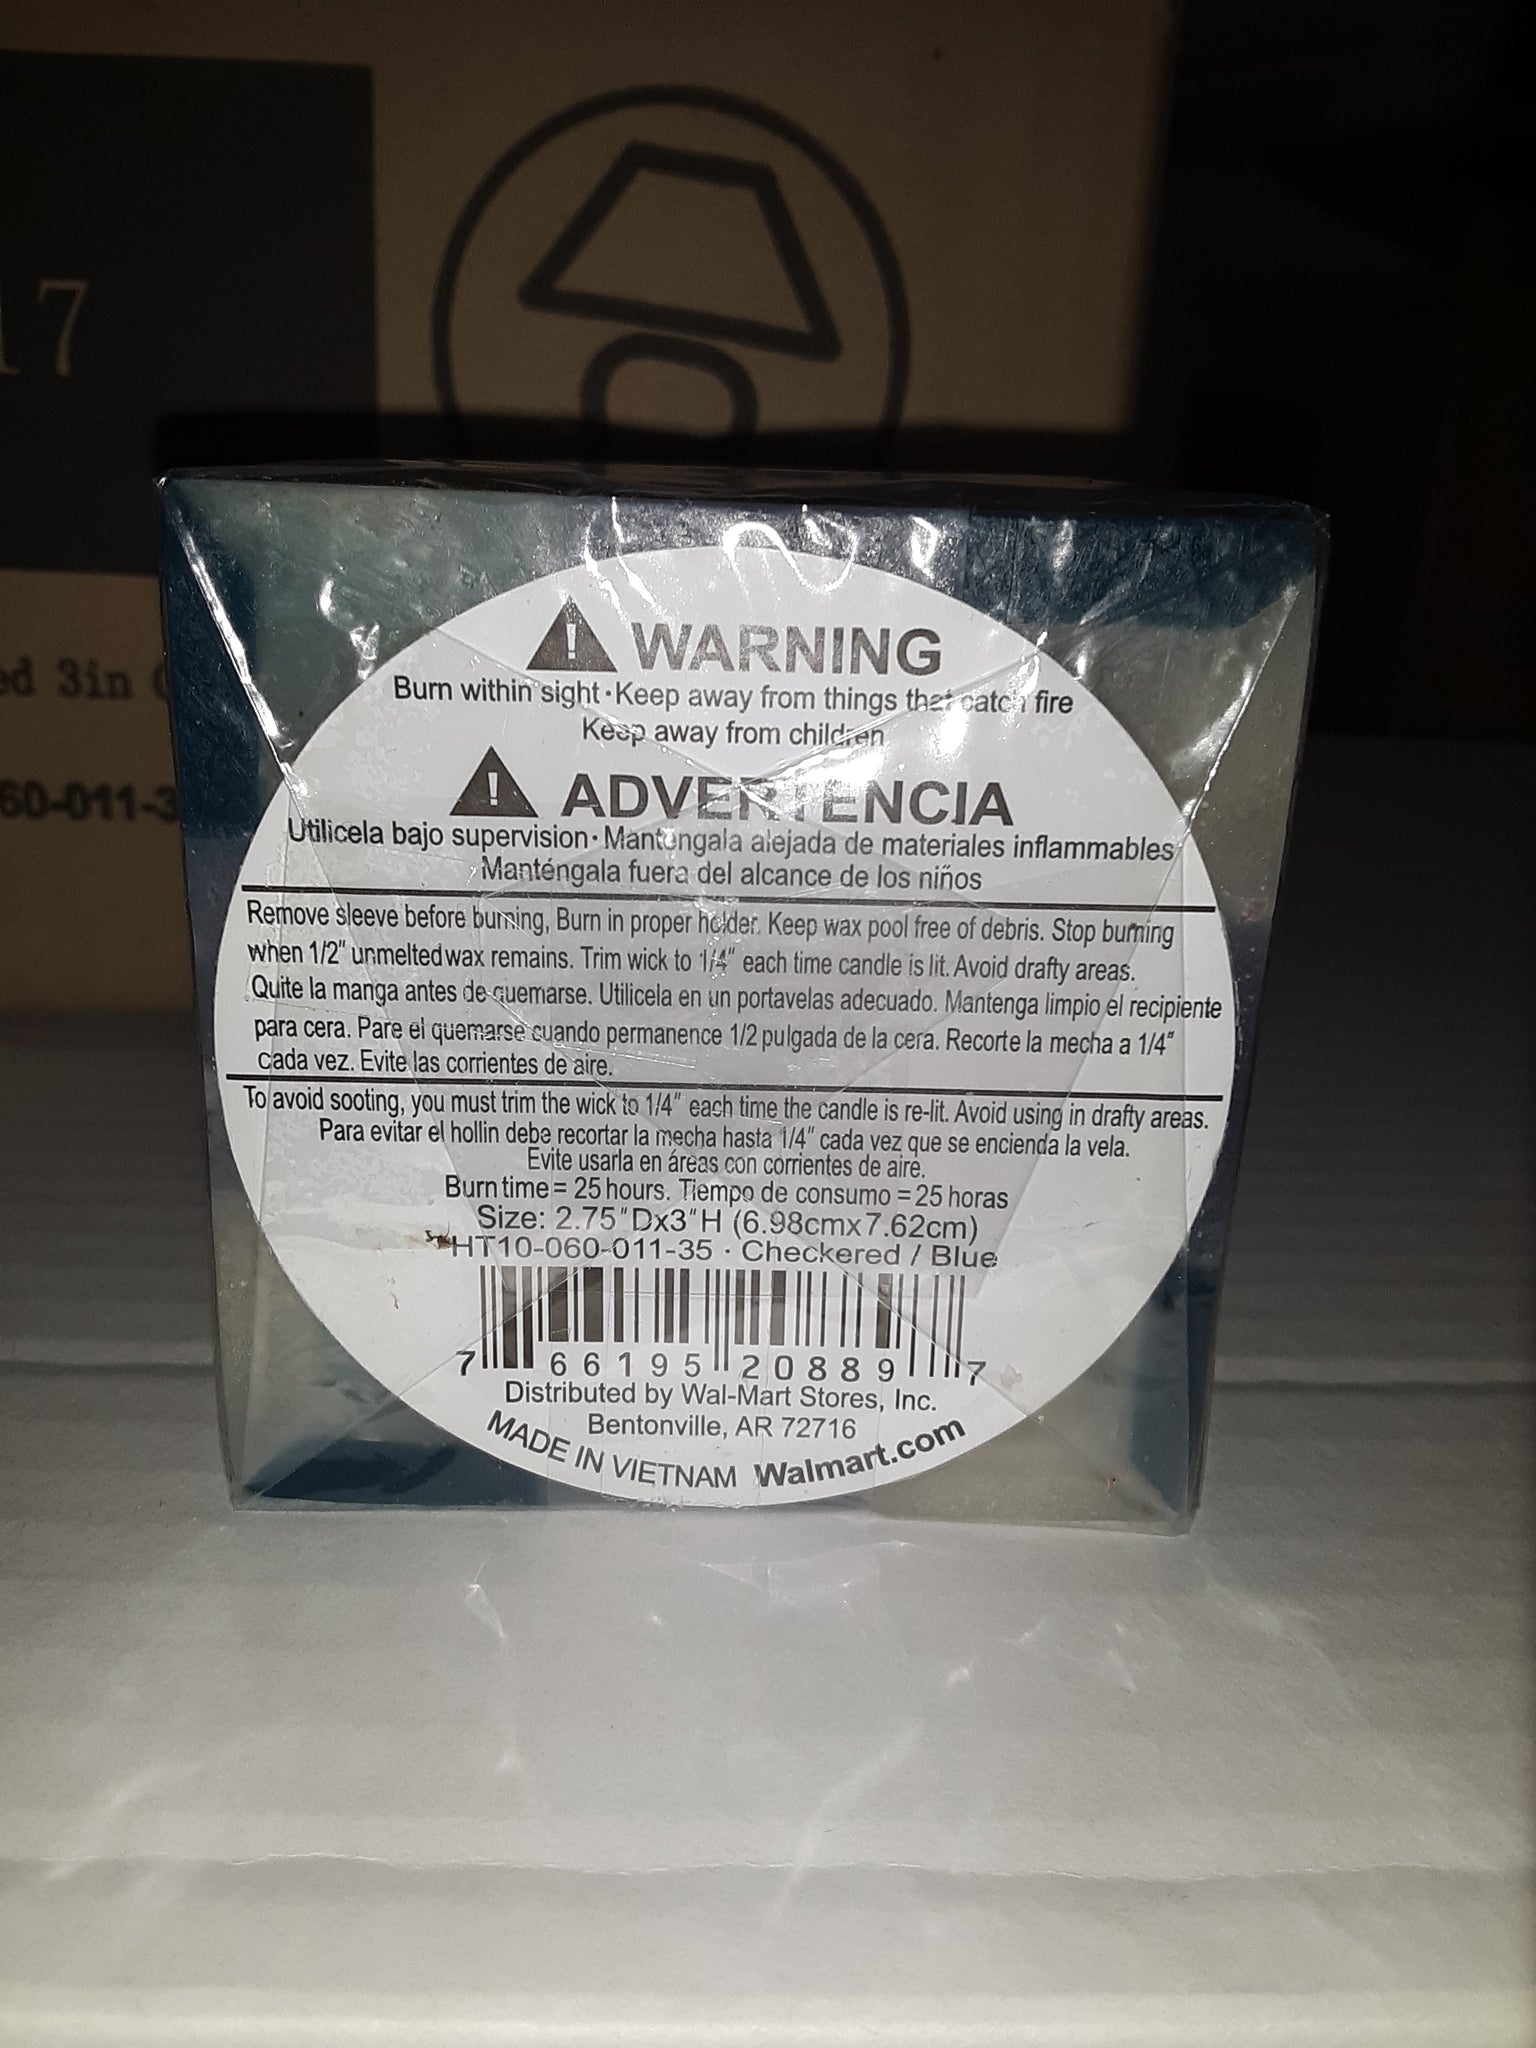 17
ed 3in (
60-011-3
WARNING
Burn within sight · Keep away from things that catch fire
Keep away from children
ADVERTENCIA
Utilicela bajo supervision · Manténgala alejada de materiales inflammables
Manténgala fuera del alcance de los niños
Remove sleeve before burning, Burn in proper holder. Keep wax pool free of debris. Stop burning
when 1/2" unmelted wax remains. Trim wick to 1/4" each time candle is lit. Avoid drafty areas.
Quite la manga antes de quemarse. Utilicela en un portavelas adecuado. Mantenga limpio el recipiente
para cera. Pare el quemarse cuando permanence 1/2 pulgada de la cera. Recorte la mecha a 1/4"
cada vez. Evite las corrientes de aire.
To avoid sooting, you must trim the wick to 1/4" each time the candle is re-lit. Avoid using in drafty areas.
Para evitar el hollin debe recortar la mecha hasta 1/4" cada vez que se encienda la vela.
Evite usarla en áreas con corrientes de aire.
Burn time = 25 hours. Tiempo de consumo = 25 horas
Size: 2.75"Dx3"H (6.98cmx7.62cm)
HT10-060-011-35 · Checkered / Blue
7 66195 20889 7
Distributed by Wal-Mart Stores, Inc.
Bentonville, AR 72716
MADE IN VIETNAM Walmart.com